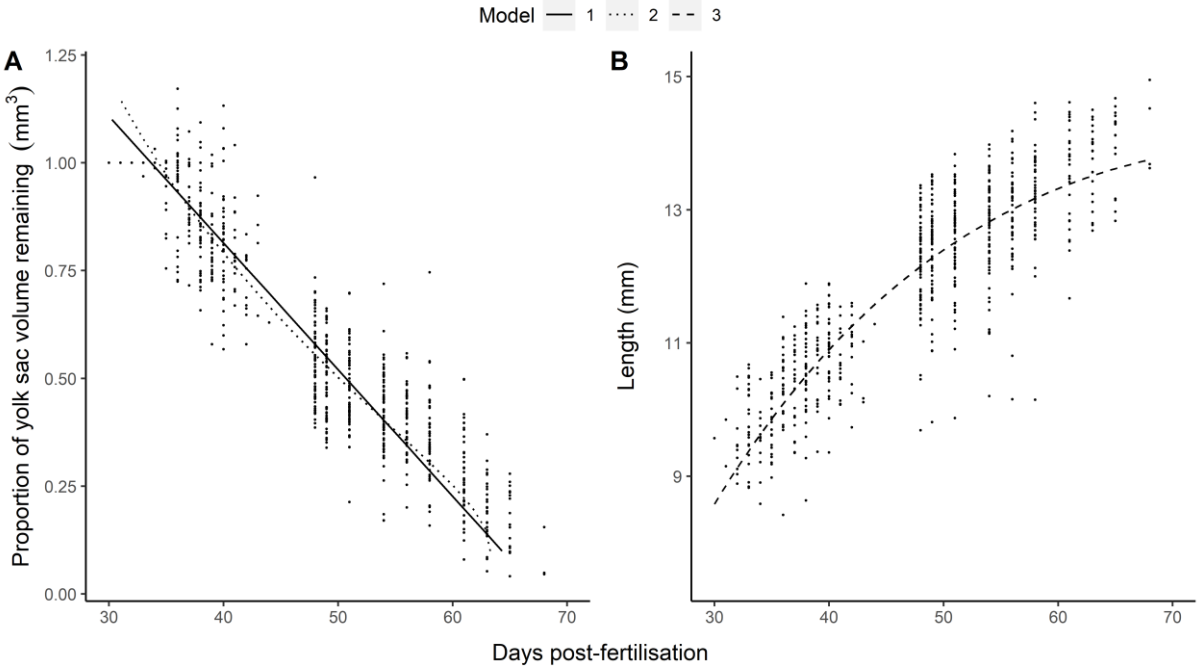 Model 1 2 3
A
B
Proportion of yolk sac volume remaining (mm³)
1.25
1.00
0.75
0.50
0.25
0.00
30 40 50 60 70
Length (mm)
15
13
11
9
30 40 50 60 70
Days post-fertilisation